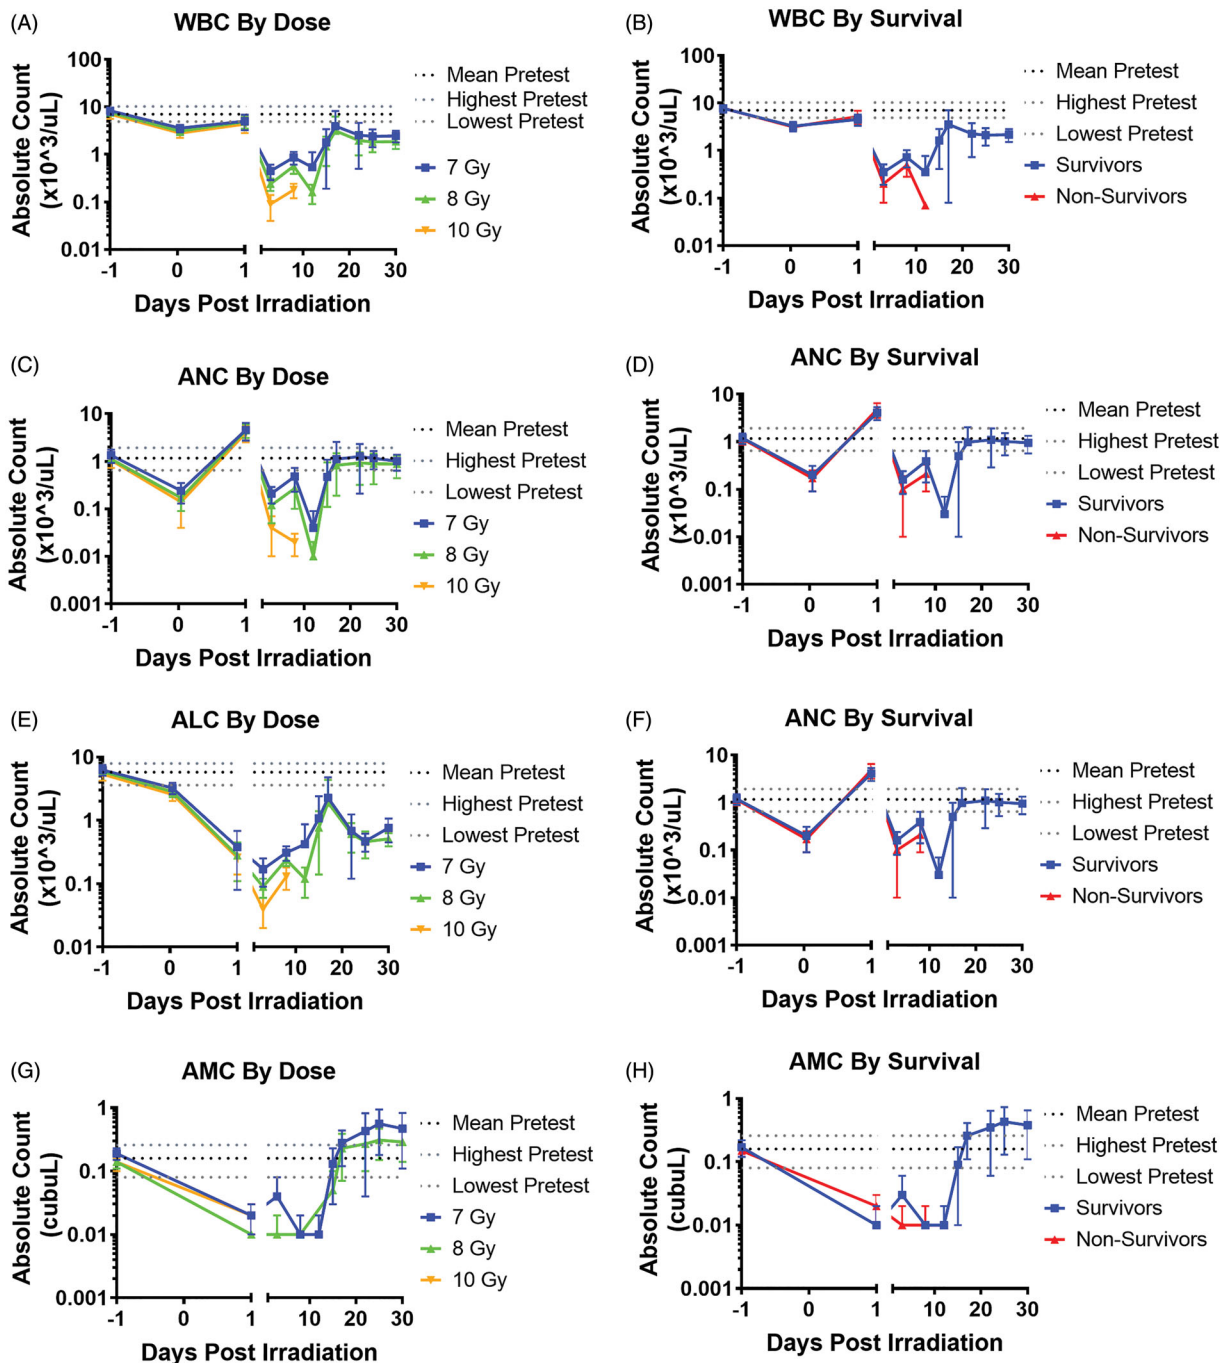 (A)
WBC By Dose
Absolute Count
(x10^3/uL)
100
10
1
0.1
0.01
-1
0
1
10
20
30
Days Post Irradiation
Mean Pretest
Highest Pretest
Lowest Pretest
7 Gy
8 Gy
10 Gy
(B)
WBC By Survival
Absolute Count
(x10^3/uL)
100
10
1
0.1
0.01
-1
0
1
10
20
30
Days Post Irradiation
Mean Pretest
Highest Pretest
Lowest Pretest
Survivors
Non-Survivors
(C)
ANC By Dose
Absolute Count
(x10^3/uL)
10
1
0.1
0.01
0.001
-1
0
1
10
20
30
Days Post Irradiation
Mean Pretest
Highest Pretest
Lowest Pretest
7 Gy
8 Gy
10 Gy
(D)
ANC By Survival
Absolute Count
(x10^3/uL)
10
1
0.1
0.01
0.001
-1
0
1
10
20
30
Days Post Irradiation
Mean Pretest
Highest Pretest
Lowest Pretest
Survivors
Non-Survivors
(E)
ALC By Dose
Absolute Count
(x10^3/uL)
10
1
0.1
0.01
-1
0
1
10
20
30
Days Post Irradiation
Mean Pretest
Highest Pretest
Lowest Pretest
7 Gy
8 Gy
10 Gy
(F)
ANC By Survival
Absolute Count
(x10^3/uL)
10
1
0.1
0.01
0.001
-1
0
1
10
20
30
Days Post Irradiation
Mean Pretest
Highest Pretest
Lowest Pretest
Survivors
Non-Survivors
(G)
AMC By Dose
Absolute Count
(cubuL)
1
0.1
0.01
0.001
-1
0
1
10
20
30
Days Post Irradiation
Mean Pretest
Highest Pretest
Lowest Pretest
7 Gy
8 Gy
10 Gy
(H)
AMC By Survival
Absolute Count
(cubuL)
1
0.1
0.01
0.001
-1
0
1
10
20
30
Days Post Irradiation
Mean Pretest
Highest Pretest
Lowest Pretest
Survivors
Non-Survivors